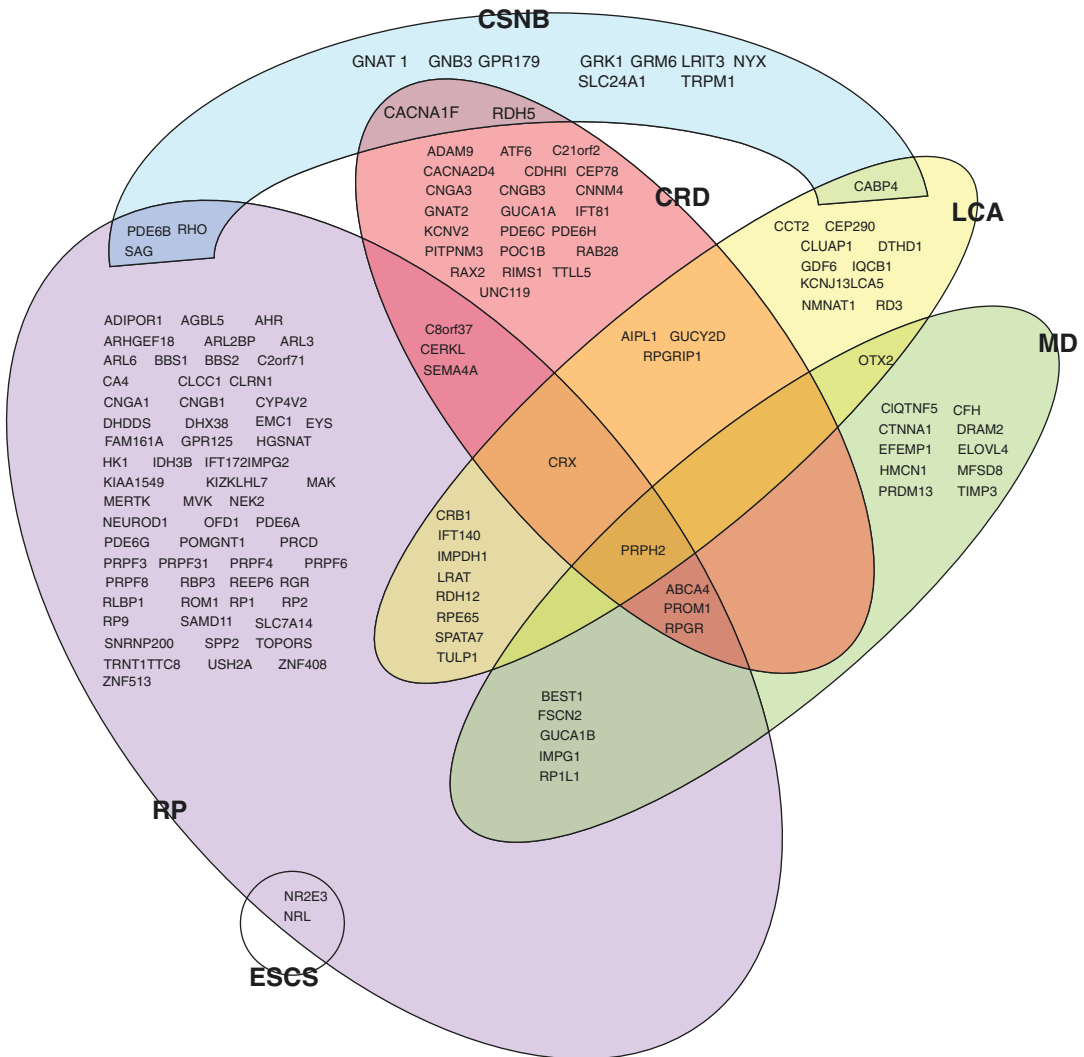 CSNB
GNAT 1 GNB3 GPR179 GRK1 GRM6 LRIT3 NYX
SLC24A1 TRPM1
CACNA1F RDH5
ADAM9 ATF6 C21orf2
CACNA2D4 CDHRI CEP78
CNGA3 CNGB3 CNNM4
GNAT2 GUCA1A IFT81
KCNV2 PDE6C PDE6H
PITPNM3 POC1B RAB28
RAX2 RIMS1 TTLL5
UNC119
CRD
CABP4
LCA
CCT2 CEP290
CLUAP1 DTHD1
GDF6 IQCB1
KCNJ13LCA5
NMNAT1 RD3
PDE6B RHO
SAG
MD
OTX2
AIPL1 GUCY2D
RPGRIP1
C8orf37
CERKL
SEMA4A
CIQTNF5 CFH
CTNNA1 DRAM2
EFEMP1 ELOVL4
HMCN1 MFSD8
PRDM13 TIMP3
ADIPOR1 AGBL5 AHR
ARHGEF18 ARL2BP ARL3
ARL6 BBS1 BBS2 C2orf71
CA4 CLCC1 CLRN1
CNGA1 CNGB1 CYP4V2
DHDDS DHX38 EMC1 EYS
FAM161A GPR125 HGSNAT
HK1 IDH3B IFT172IMPG2
KIAA1549 KIZKLHL7 MAK
MERTK MVK NEK2
NEUROD1 OFD1 PDE6A
PDE6G POMGNT1 PRCD
PRPF3 PRPF31 PRPF4 PRPF6
PRPF8 RBP3 REEP6 RGR
RLBP1 ROM1 RP1 RP2
RP9 SAMD11 SLC7A14
SNRNP200 SPP2 TOPORS
TRNT1TTC8 USH2A ZNF408
ZNF513
CRX
CRB1
IFT140
IMPDH1
LRAT
RDH12
RPE65
SPATA7
TULP1
PRPH2
ABCA4
PROM1
RPGR
BEST1
FSCN2
GUCA1B
IMPG1
RP1L1
RP
NR2E3
NRL
ESCS